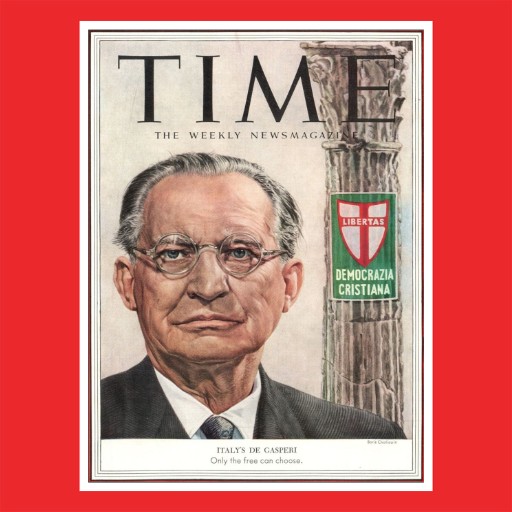 TIME
THE WEEKLY NEWSMAGAZINE
LIBERTAS
DEMOCRAZIA
CRISTIANA
ITALY'S DE GASPERI
Only the free can choose.